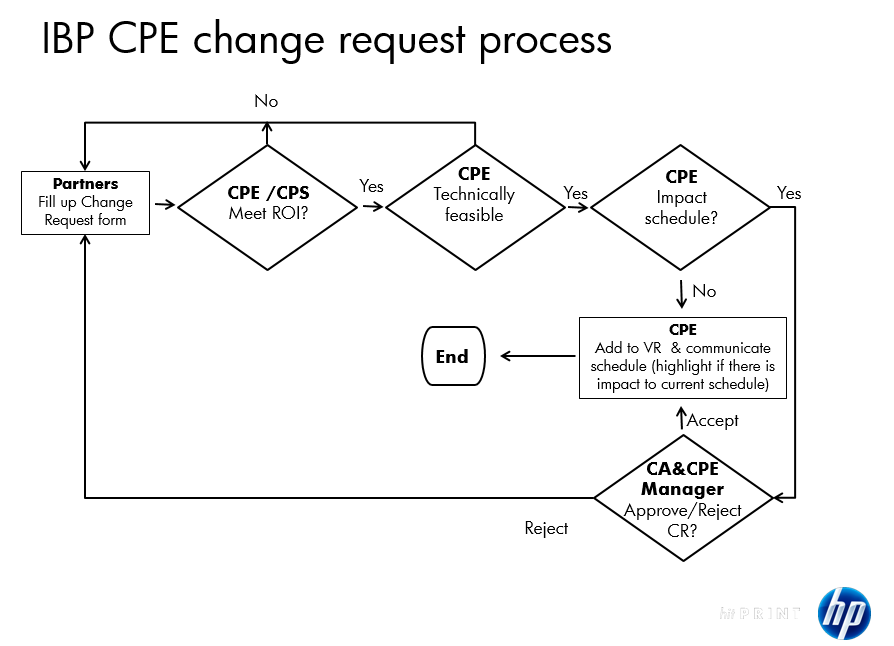 IBP CPE change request process
No
Partners
Fill up Change
Request form
CPE /CPS
Meet ROI?
Yes
CPE
Technically
feasible
Yes
CPE
Impact
schedule?
Yes
No
CPE
Add to VR & communicate
schedule (highlight if there is
impact to current schedule)
End
Accept
CA&CPE
Manager
Approve/Reject
CR?
Reject
hp PRINT
hp